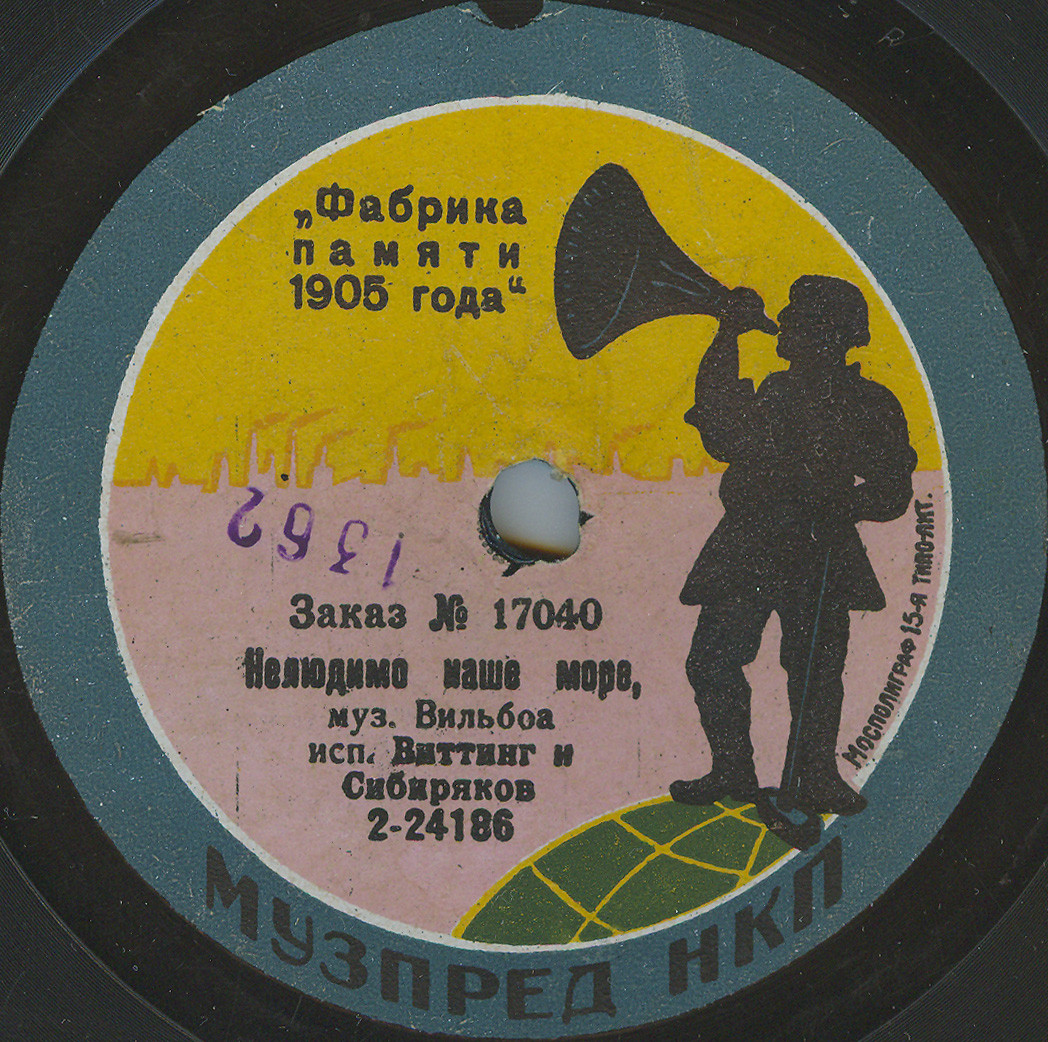 „Фабрика
памяти
1905 года“
1362
Заказ № 17040
Нелюдимо наше море,
муз. Вильбоа
исп. Виттинг и
Сибиряков
2-24186
Мосполиграф 15-я типо-лит.
МУЗПРЕД НКП